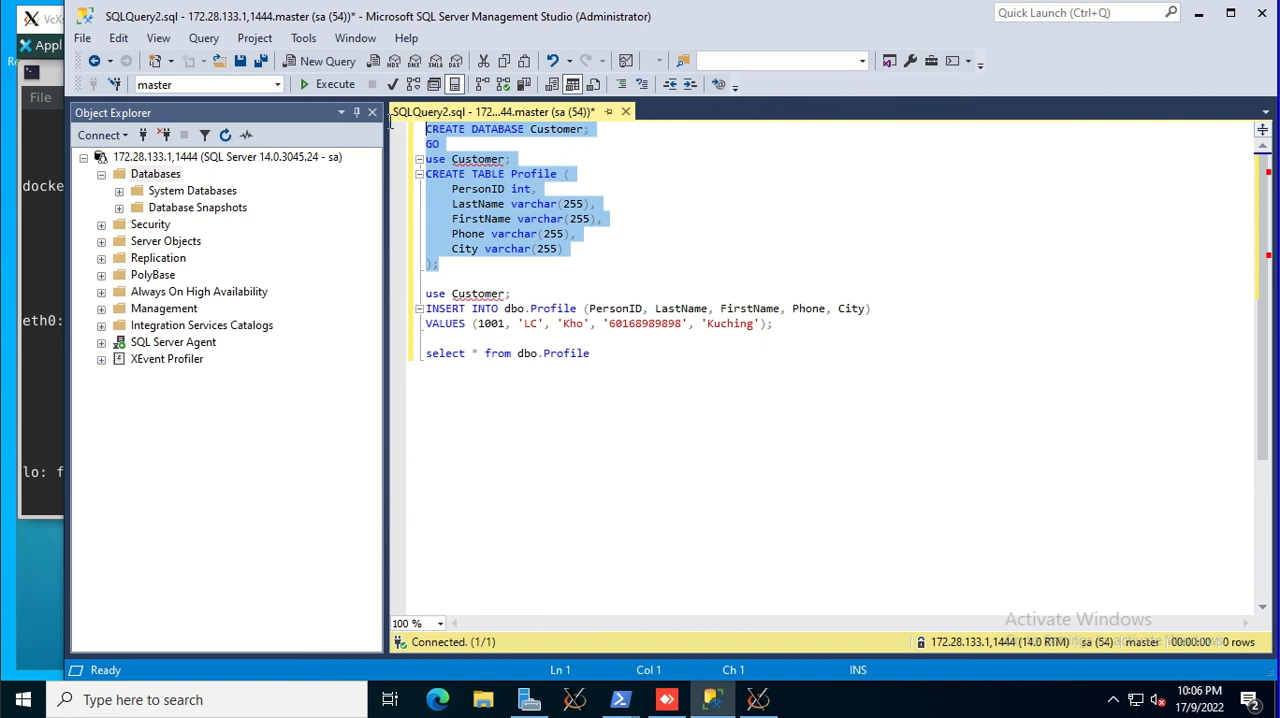 VcXs
SQLQuery2.sql - 172.28.133.1,1444.master (sa (54))* - Microsoft SQL Server Management Studio (Administrator)
Quick Launch (Ctrl+Q)
Appl
File Edit View Query Project Tools Window Help
New Query
master
Execute
File
Object Explorer
SQLQuery2.sql - 172...44.master (sa (54))*
Connect
172.28.133.1,1444 (SQL Server 14.0.3045.24 - sa)
Databases
System Databases
Database Snapshots
Security
Server Objects
Replication
PolyBase
Always On High Availability
Management
Integration Services Catalogs
SQL Server Agent
XEvent Profiler
docke
eth0:
lo: f
CREATE DATABASE Customer;
GO
use Customer;
CREATE TABLE Profile (
PersonID int,
LastName varchar(255),
FirstName varchar(255),
Phone varchar(255),
City varchar(255)
);
use Customer;
INSERT INTO dbo.Profile (PersonID, LastName, FirstName, Phone, City)
VALUES (1001, 'LC', 'Kho', '60168989898', 'Kuching');
select * from dbo.Profile
100 %
Activate Windows
Connected. (1/1)
172.28.133.1,1444 (14.0 RTM) sa (54) master 00:00:00 0 rows
Ready
Ln 1 Col 1 Ch 1 INS
Type here to search
10:06 PM
17/9/2022
2